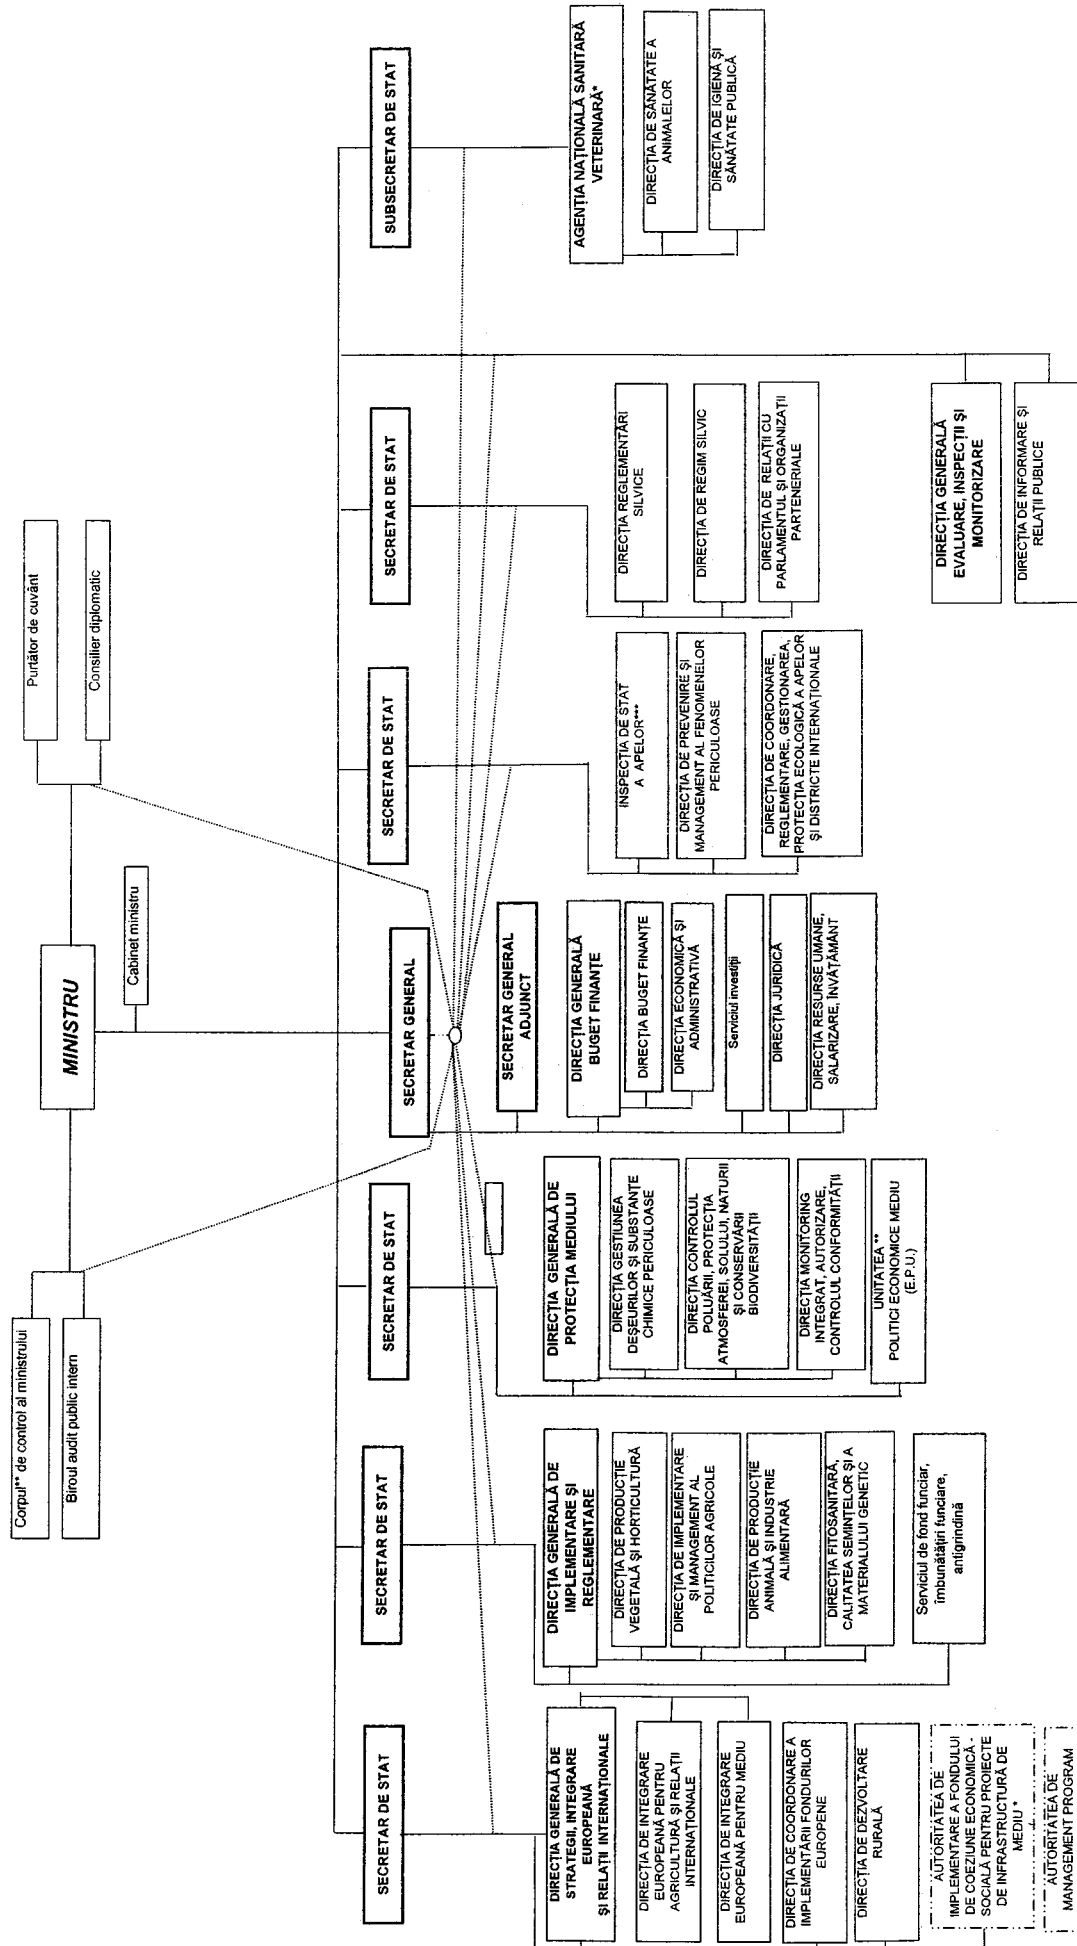 Corpul** de control al ministrului
Biroul audit public intern
MINISTRU
Cabinet ministru
Purtător de cuvânt
Consilier diplomatic
SECRETAR DE STAT
SECRETAR DE STAT
SECRETAR DE STAT
SECRETAR GENERAL
SECRETAR DE STAT
SECRETAR DE STAT
SUBSECRETAR DE STAT
DIRECȚIA GENERALĂ DE
STRATEGII, INTEGRARE
EUROPEANĂ
ȘI RELAȚII INTERNAȚIONALE
DIRECȚIA DE INTEGRARE
EUROPEANĂ PENTRU
AGRICULTURĂ ȘI RELAȚII
INTERNAȚIONALE
DIRECȚIA DE INTEGRARE
EUROPEANĂ PENTRU MEDIU
DIRECȚIA DE COORDONARE A
IMPLEMENTĂRII FONDURILOR
EUROPENE
DIRECȚIA DE DEZVOLTARE
RURALĂ
AUTORITATEA DE
IMPLEMENTARE A FONDULUI
DE COEZIUNE ECONOMICĂ -
SOCIALĂ PENTRU PROIECTE
DE INFRASTRUCTURĂ DE
MEDIU *
AUTORITATEA DE
MANAGEMENT PROGRAM
DIRECȚIA GENERALĂ DE
IMPLEMENTARE ȘI
REGLEMENTARE
DIRECȚIA DE PRODUCȚIE
VEGETALĂ ȘI HORTICULTURĂ
DIRECȚIA DE IMPLEMENTARE
ȘI MANAGEMENT AL
POLITICILOR AGRICOLE
DIRECȚIA DE PRODUCȚIE
ANIMALĂ ȘI INDUSTRIE
ALIMENTARĂ
DIRECȚIA FITOSANITARĂ,
CALITATEA SEMINȚELOR ȘI A
MATERIALULUI GENETIC
Serviciul de fond funciar,
îmbunătățiri funciare,
antigrindină
DIRECȚIA GENERALĂ DE
PROTECȚIA MEDIULUI
DIRECȚIA GESTIUNEA
DEȘEURILOR ȘI SUBSTANȚE
CHIMICE PERICULOASE
DIRECȚIA CONTROLUL
POLUĂRII, PROTECȚIA
ATMOSFEREI, SOLULUI, NATURII
ȘI CONSERVĂRII
BIODIVERSITĂȚII
DIRECȚIA MONITORING
INTEGRAT, AUTORIZARE,
CONTROLUL CONFORMITĂȚII
UNITATEA **
POLITICI ECONOMICE MEDIU
(E.P.U.)
SECRETAR GENERAL
ADJUNCT
DIRECȚIA GENERALĂ
BUGET FINANȚE
DIRECȚIA BUGET FINANȚE
DIRECȚIA ECONOMICĂ ȘI
ADMINISTRATIVĂ
Serviciul investiții
DIRECȚIA JURIDICĂ
DIRECȚIA RESURSE UMANE,
SALARIZARE, ÎNVĂȚĂMÂNT
INSPECȚIA DE STAT
A APELOR***
DIRECȚIA DE PREVENIRE ȘI
MANAGEMENT AL FENOMENELOR
PERICULOASE
DIRECȚIA DE COORDONARE,
REGLEMENTARE, GESTIONAREA,
PROTECȚIA ECOLOGICĂ A APELOR
ȘI DISTRICTE INTERNAȚIONALE
DIRECȚIA REGLEMENTĂRI
SILVICE
DIRECȚIA DE REGIM SILVIC
DIRECȚIA DE RELAȚII CU
PARLAMENTUL ȘI ORGANIZAȚII
PARTENERIALE
DIRECȚIA GENERALĂ
EVALUARE, INSPECȚII ȘI
MONITORIZARE
DIRECȚIA DE INFORMARE ȘI
RELAȚII PUBLICE
AGENȚIA NAȚIONALĂ SANITARĂ
VETERINARĂ*
DIRECȚIA DE SĂNĂTATE A
ANIMALELOR
DIRECȚIA DE IGIENĂ ȘI
SĂNĂTATE PUBLICĂ